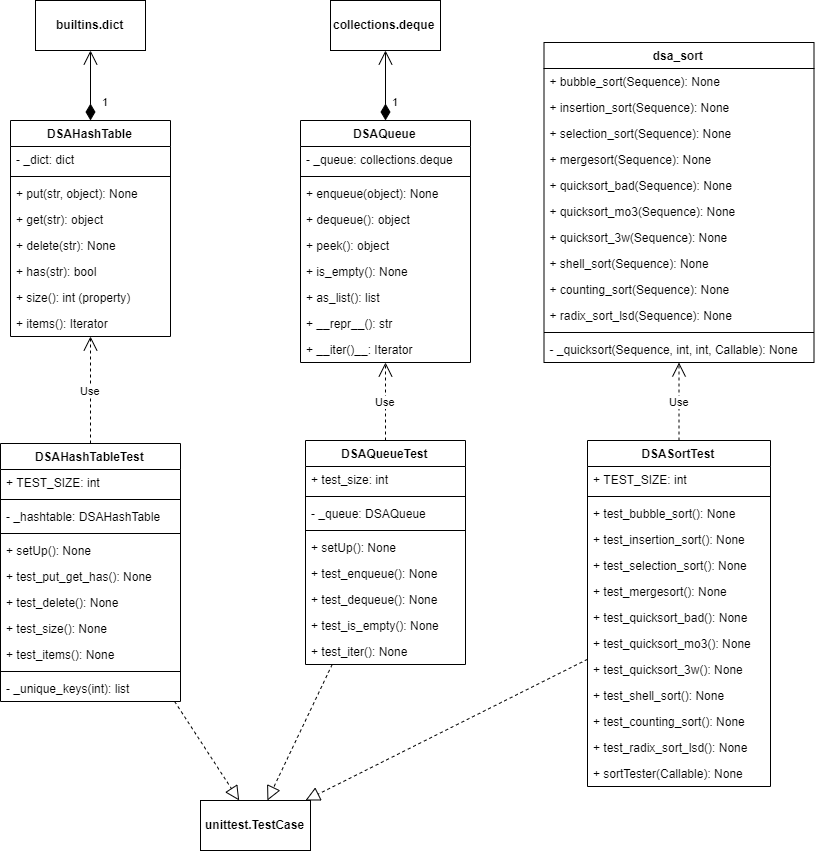 builtins.dict
1
DSAHashTable
- _dict: dict
+ put(str, object): None
+ get(str): object
+ delete(str): None
+ has(str): bool
+ size(): int (property)
+ items(): Iterator
Use
DSAHashTableTest
+ TEST_SIZE: int
- _hashtable: DSAHashTable
+ setUp(): None
+ test_put_get_has(): None
+ test_delete(): None
+ test_size(): None
+ test_items(): None
- _unique_keys(int): list
collections.deque
1
DSAQueue
- _queue: collections.deque
+ enqueue(object): None
+ dequeue(): object
+ peek(): object
+ is_empty(): None
+ as_list(): list
+ __repr__(): str
+ __iter()__: Iterator
Use
DSAQueueTest
+ test_size: int
- _queue: DSAQueue
+ setUp(): None
+ test_enqueue(): None
+ test_dequeue(): None
+ test_is_empty(): None
+ test_iter(): None
dsa_sort
+ bubble_sort(Sequence): None
+ insertion_sort(Sequence): None
+ selection_sort(Sequence): None
+ mergesort(Sequence): None
+ quicksort_bad(Sequence): None
+ quicksort_mo3(Sequence): None
+ quicksort_3w(Sequence): None
+ shell_sort(Sequence): None
+ counting_sort(Sequence): None
+ radix_sort_lsd(Sequence): None
- _quicksort(Sequence, int, int, Callable): None
Use
DSASortTest
+ TEST_SIZE: int
+ test_bubble_sort(): None
+ test_insertion_sort(): None
+ test_selection_sort(): None
+ test_mergesort(): None
+ test_quicksort_bad(): None
+ test_quicksort_mo3(): None
+ test_quicksort_3w(): None
+ test_shell_sort(): None
+ test_counting_sort(): None
+ test_radix_sort_lsd(): None
+ sortTester(Callable): None
unittest.TestCase